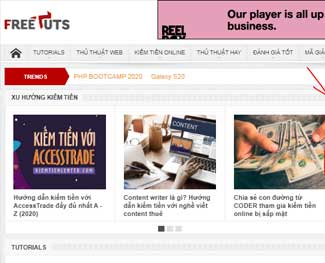 FREETUTS
Our player is all up
business.
REEL
TUTORIALS
THỦ THUẬT WEB
KIẾM TIỀN ONLINE
THỦ THUẬT HAY
ĐÁNH GIÁ TỐT
MÃ GIẢ
TRENDS
PHP BOOTCAMP 2020
Galaxy S20
XU HƯỚNG KIẾM TIỀN
KIẾM TIỀN VỚI
ACCESSTRADE
KIEMTIENCENTER.COM
CONTENT
Hướng dẫn kiếm tiền với
AccessTrade đầy đủ nhất A -
Z (2020)
Content writer là gì? Hướng
dẫn kiếm tiền với nghề viết
content thuê
Chia sẻ con đường từ
CODER tham gia kiếm tiền
online bị sấp mặt
TUTORIALS